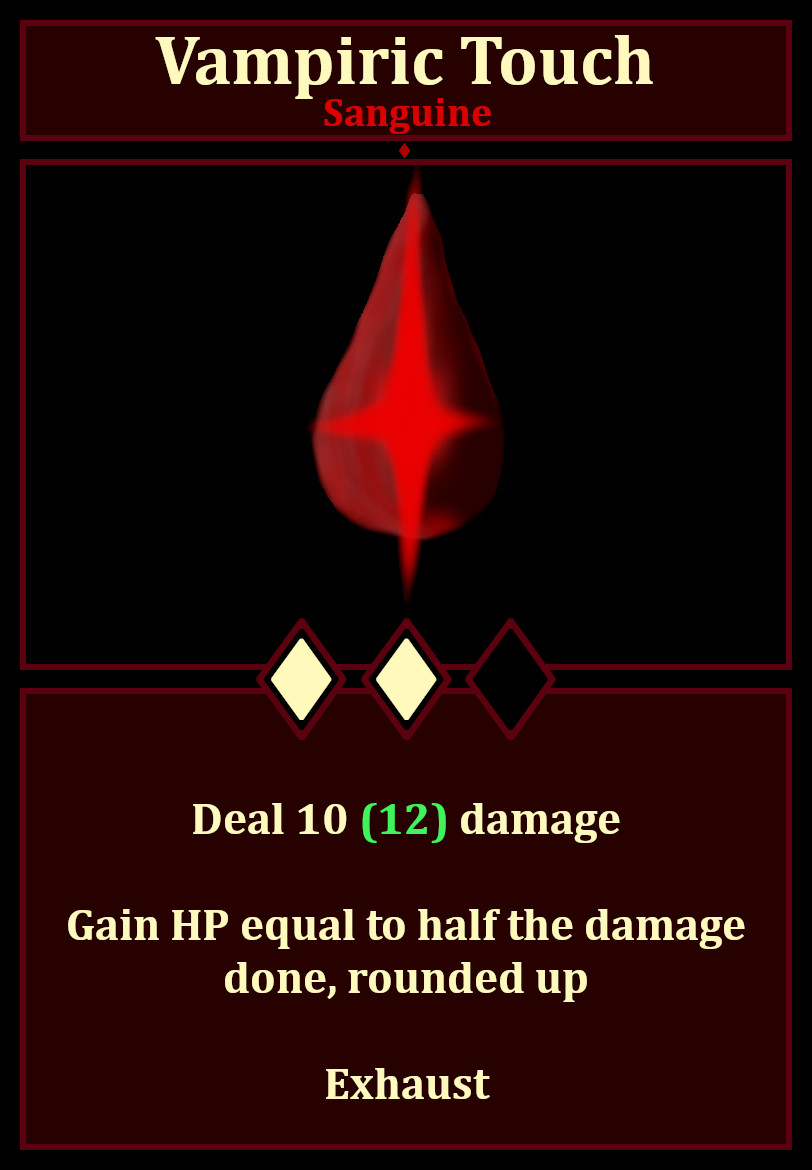 Vampiric Touch
Sanguine
Deal 10 (12) damage
Gain HP equal to half the damage
done, rounded up
Exhaust